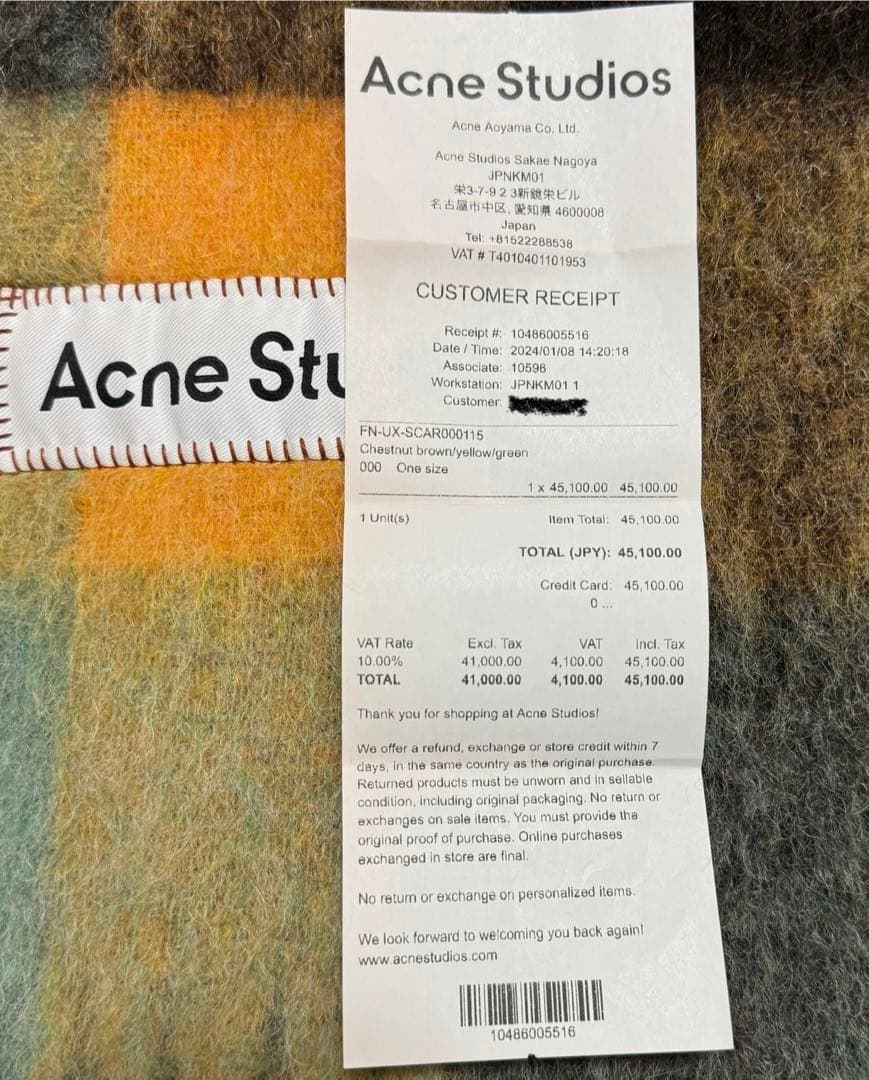 Acne Studios
Acne Aoyama Co. Ltd.
Acne Studios Sakae Nagoya
JPNKM01
栄3-7-9 2 3新鏡栄ビル
名古屋市中区, 愛知県 4600008
Japan
Tel: +81522288538
VAT # T4010401101953
CUSTOMER RECEIPT
Receipt #: 10486005516
Date / Time: 2024/01/08 14:20:18
Associate: 10596
Workstation: JPNKM01 1
Customer:
FN-UX-SCAR000115
Chestnut brown/yellow/green
000 One size
1 x 45,100.00 45,100.00
1 Unit(s) Item Total: 45,100.00
TOTAL (JPY): 45,100.00
Credit Card: 45,100.00
0 ...
VAT Rate Excl. Tax VAT Incl. Tax
10.00% 41,000.00 4,100.00 45,100.00
TOTAL 41,000.00 4,100.00 45,100.00
Thank you for shopping at Acne Studios!
We offer a refund, exchange or store credit within 7
days, in the same country as the original purchase.
Returned products must be unworn and in sellable
condition, including original packaging. No return or
exchanges on sale items. You must provide the
original proof of purchase. Online purchases
exchanged in store are final.
No return or exchange on personalized items.
We look forward to welcoming you back again!
www.acnestudios.com
10486005516
Acne Stu